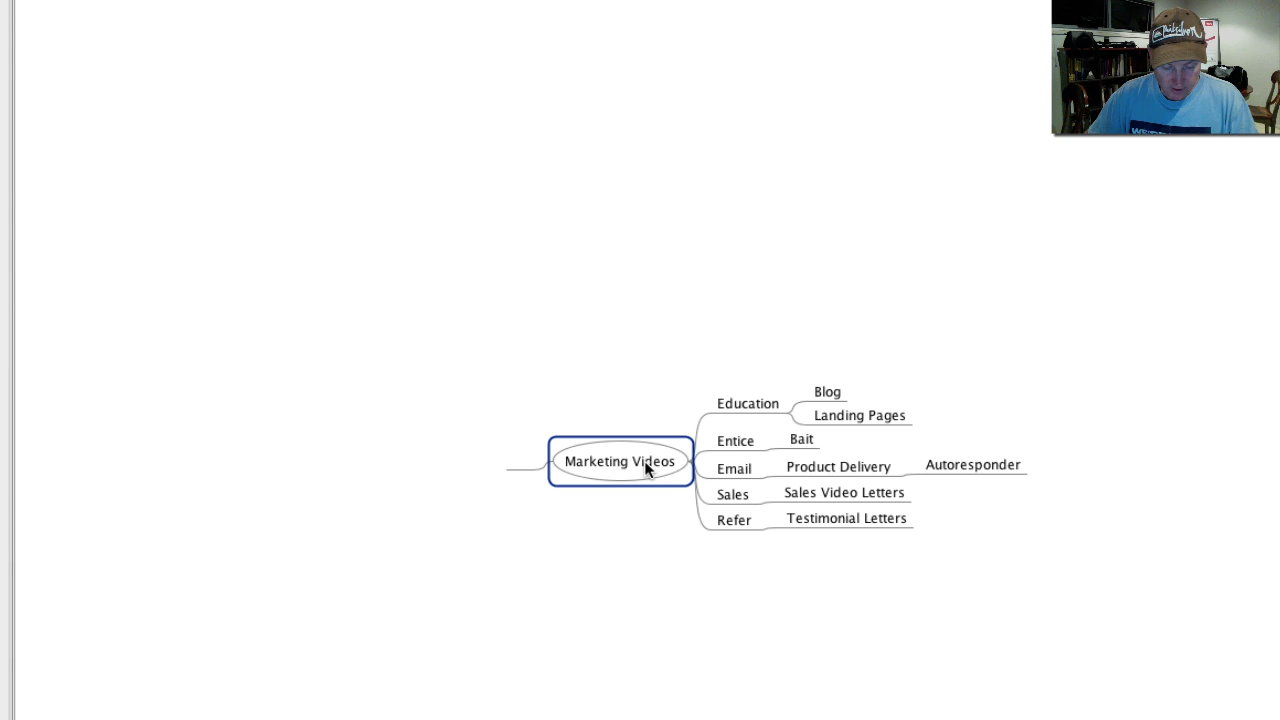 Quiksilver
Blog
Education
Landing Pages
Entice
Bait
Marketing Videos
Email
Product Delivery
Autoresponder
Sales
Sales Video Letters
Refer
Testimonial Letters